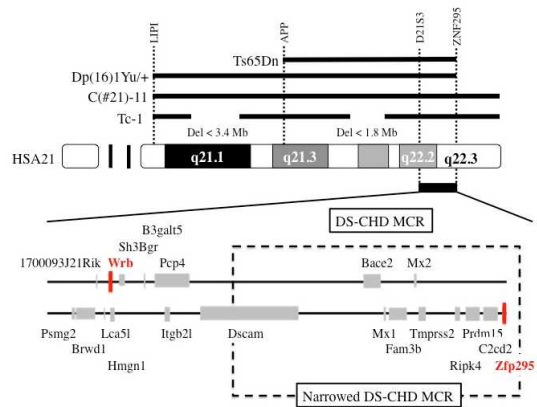 LIPI
APP
D21S3
ZNF295
Ts65Dn
Dp(16)1Yu/+
C(#21)-11
Tc-1
Del < 3.4 Mb
Del < 1.8 Mb
HSA21
q21.1
q21.3
q22.2
q22.3
DS-CHD MCR
B3galt5
Sh3Bgr
1700093J21Rik
Wrb
Pcp4
Bace2
Mx2
Psmg2
Lca5l
Itgb2l
Dscam
Mx1
Tmprss2
Prdm15
Brwd1
Fam3b
C2cd2
Hmgn1
Ripk4
Zfp295
Narrowed DS-CHD MCR